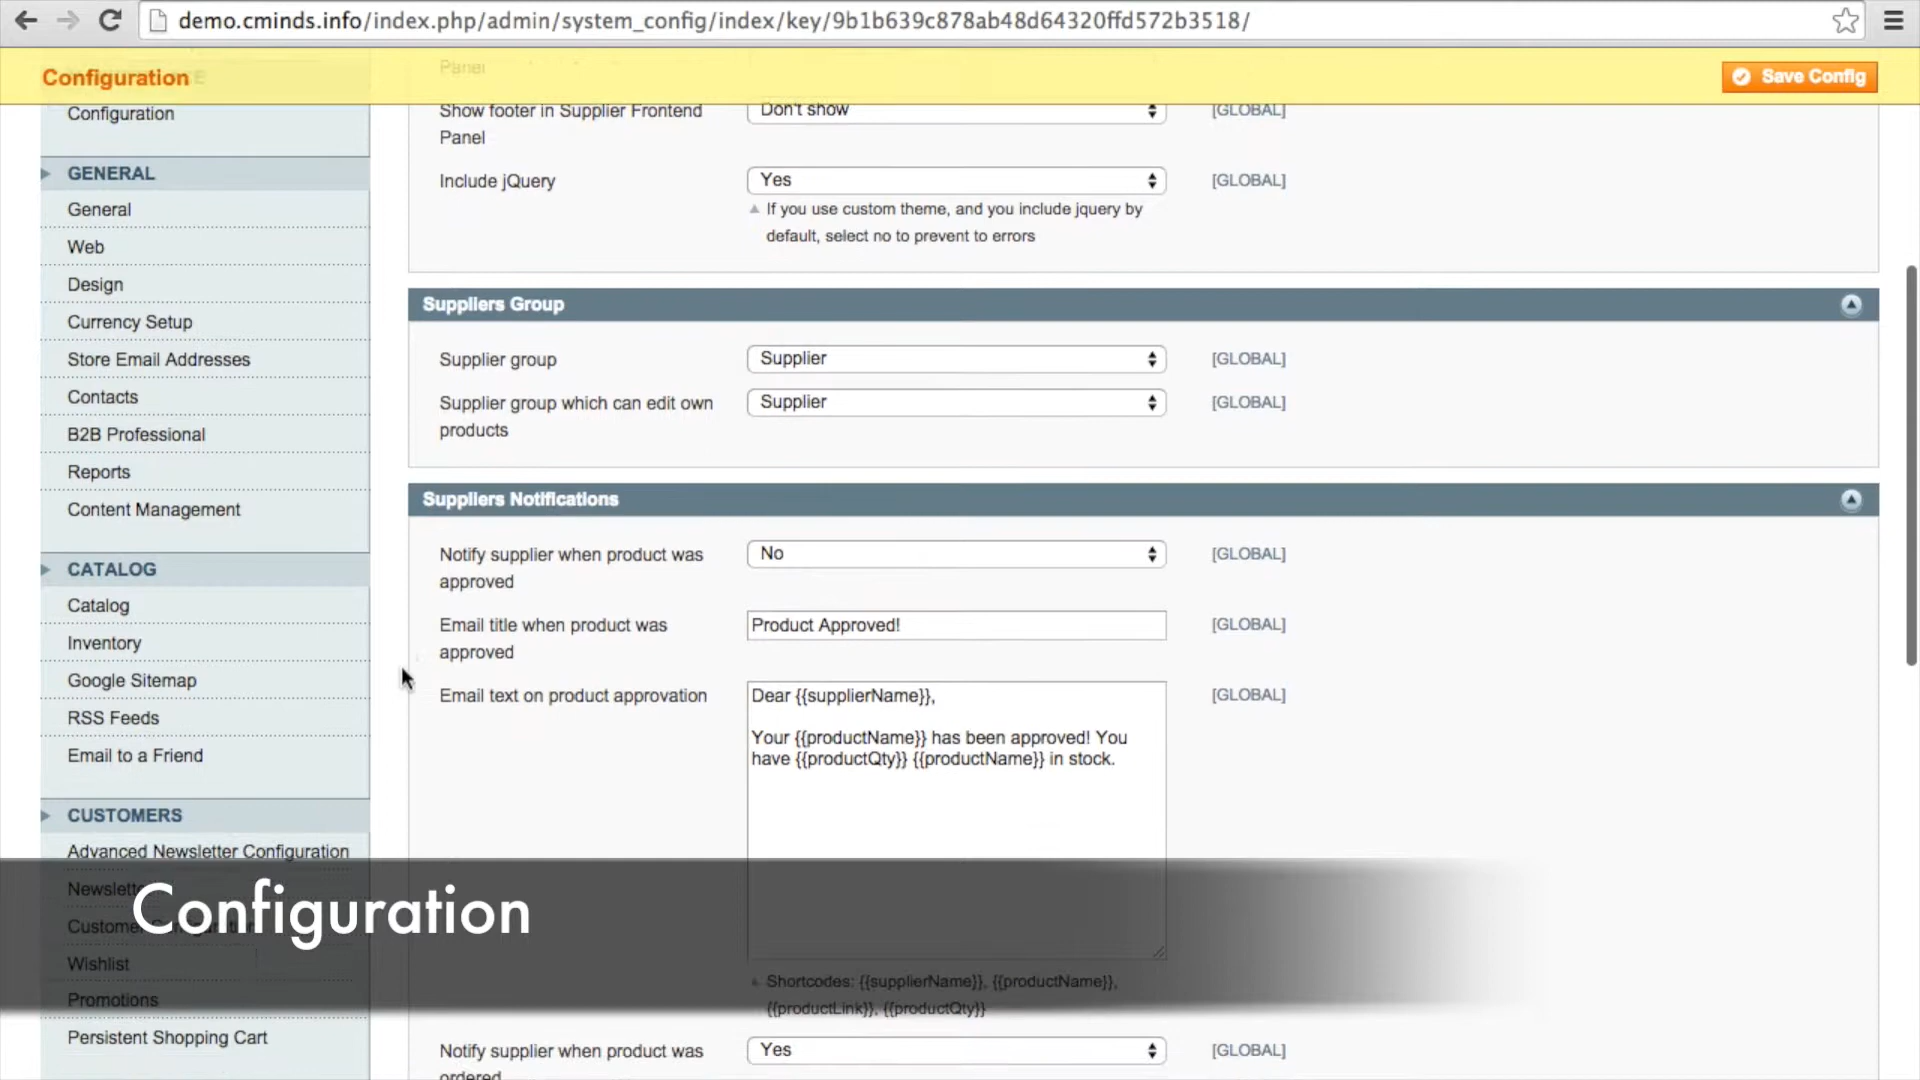 demo.cminds.info/index.php/admin/system_config/index/key/9b1b639c878ab48d64320ffd572b3518/
Configuration
Save Config
Panel
Configuration
GENERAL
General
Web
Design
Currency Setup
Store Email Addresses
Contacts
B2B Professional
Reports
Content Management
CATALOG
Catalog
Inventory
Google Sitemap
RSS Feeds
Email to a Friend
CUSTOMERS
Advanced Newsletter Configuration
Newslette
Custome
Wishlist
Promotions
Persistent Shopping Cart
Show footer in Supplier Frontend
Panel
Don't show
[GLOBAL]
Include jQuery
Yes
[GLOBAL]
If you use custom theme, and you include jquery by
default, select no to prevent to errors
Suppliers Group
Supplier group
Supplier
[GLOBAL]
Supplier group which can edit own
products
Supplier
[GLOBAL]
Suppliers Notifications
Notify supplier when product was
approved
No
[GLOBAL]
Email title when product was
approved
Product Approved!
[GLOBAL]
Email text on product approvation
Dear {{supplierName}},
Your {{productName}} has been approved! You
have {{productQty}} {{productName}} in stock.
[GLOBAL]
Shortcodes: {{supplierName}}, {{productName}},
{{productLink}}, {{productQty}}
Notify supplier when product was
ordered
Yes
[GLOBAL]
Configuration